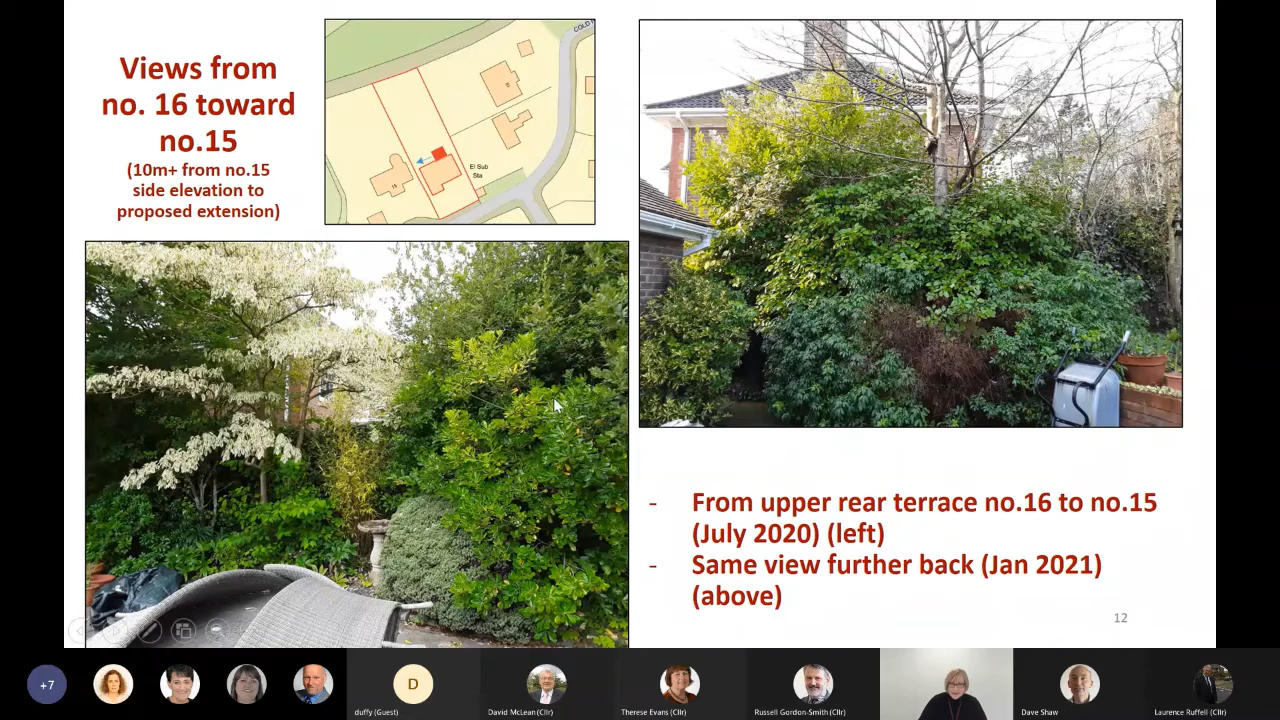 Views from
no. 16 toward
no.15
(10m+ from no.15
side elevation to
proposed extension)
El Sub
Sta
- From upper rear terrace no.16 to no.15
(July 2020) (left)
- Same view further back (Jan 2021)
(above)
12
+7
D
duffy (Guest)
David McLean (Cllr)
Therese Evans (Cllr)
Russell Gordon-Smith (Cllr)
Dave Shaw
Laurence Ruffell (Cllr)